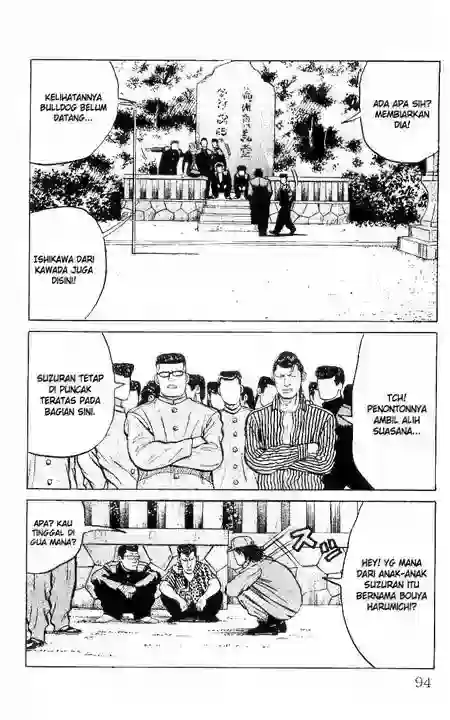 KELIHATANNYA
BULLDOG BELUM
DATANG...
ADA APA SIH?
MEMBIARKAN
DIA!
ISHIKAWA DARI
KAWADA JUGA
DISINI!
SUZURAN TETAP
DI PUNCAK
TERATAS PADA
BAGIAN SINI.
TCH!
PENONTONNYA
AMBIL ALIH
SUASANA...
APA? KAU
TINGGAL DI
GUA MANA?
HEY! YG MANA
DARI ANAK-ANAK
SUZURAN ITU
BERNAMA BOUYA
HARUMICHI?
94